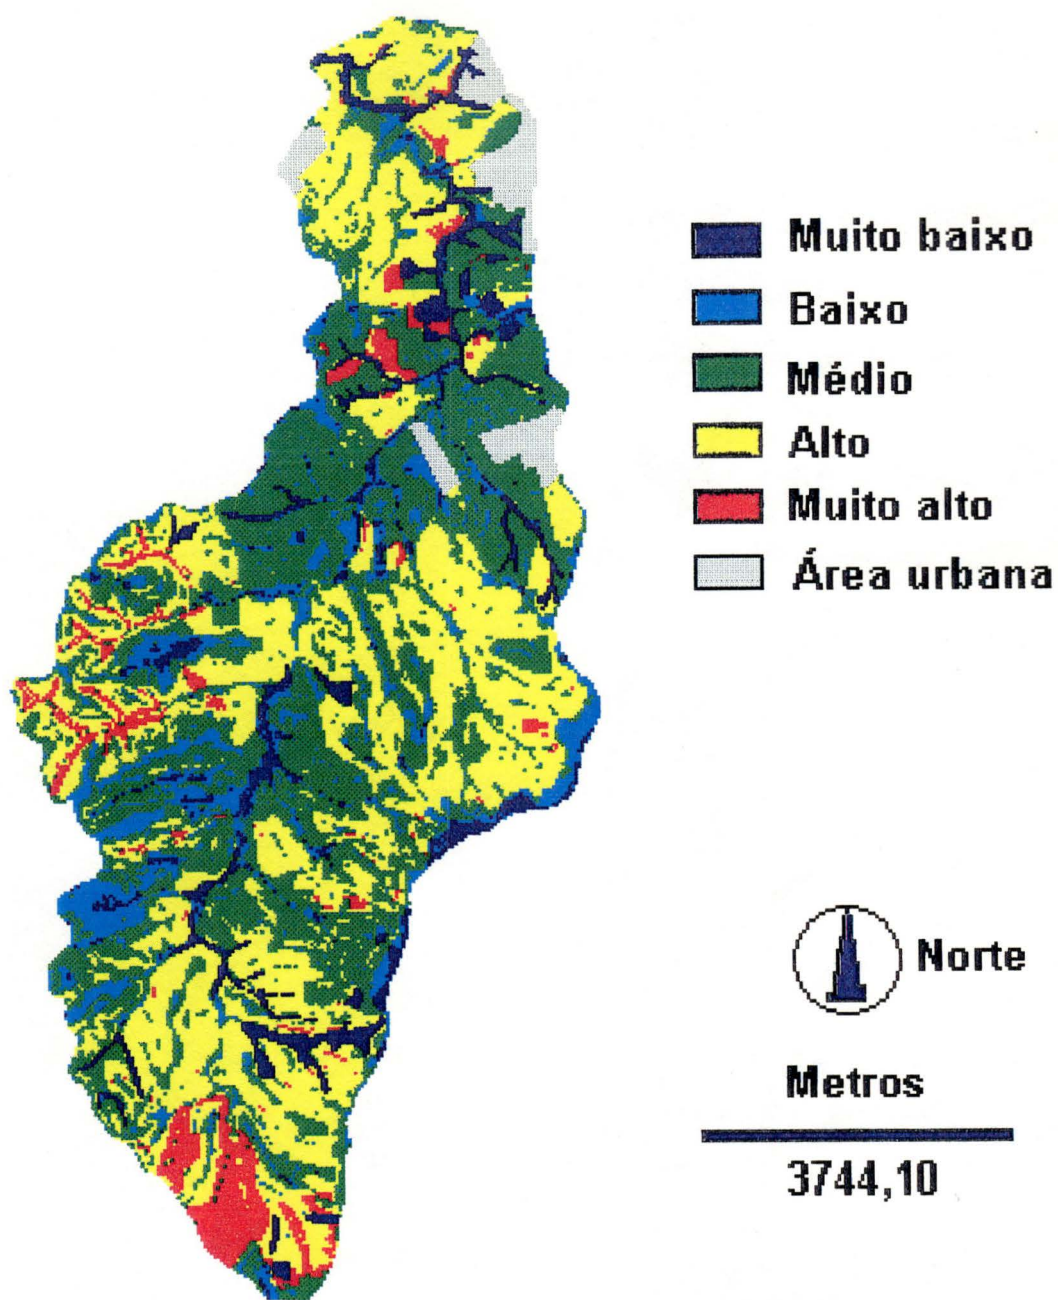 Muito baixo
Baixo
Médio
Alto
Muito alto
Área urbana
Norte
Metros
3744,10